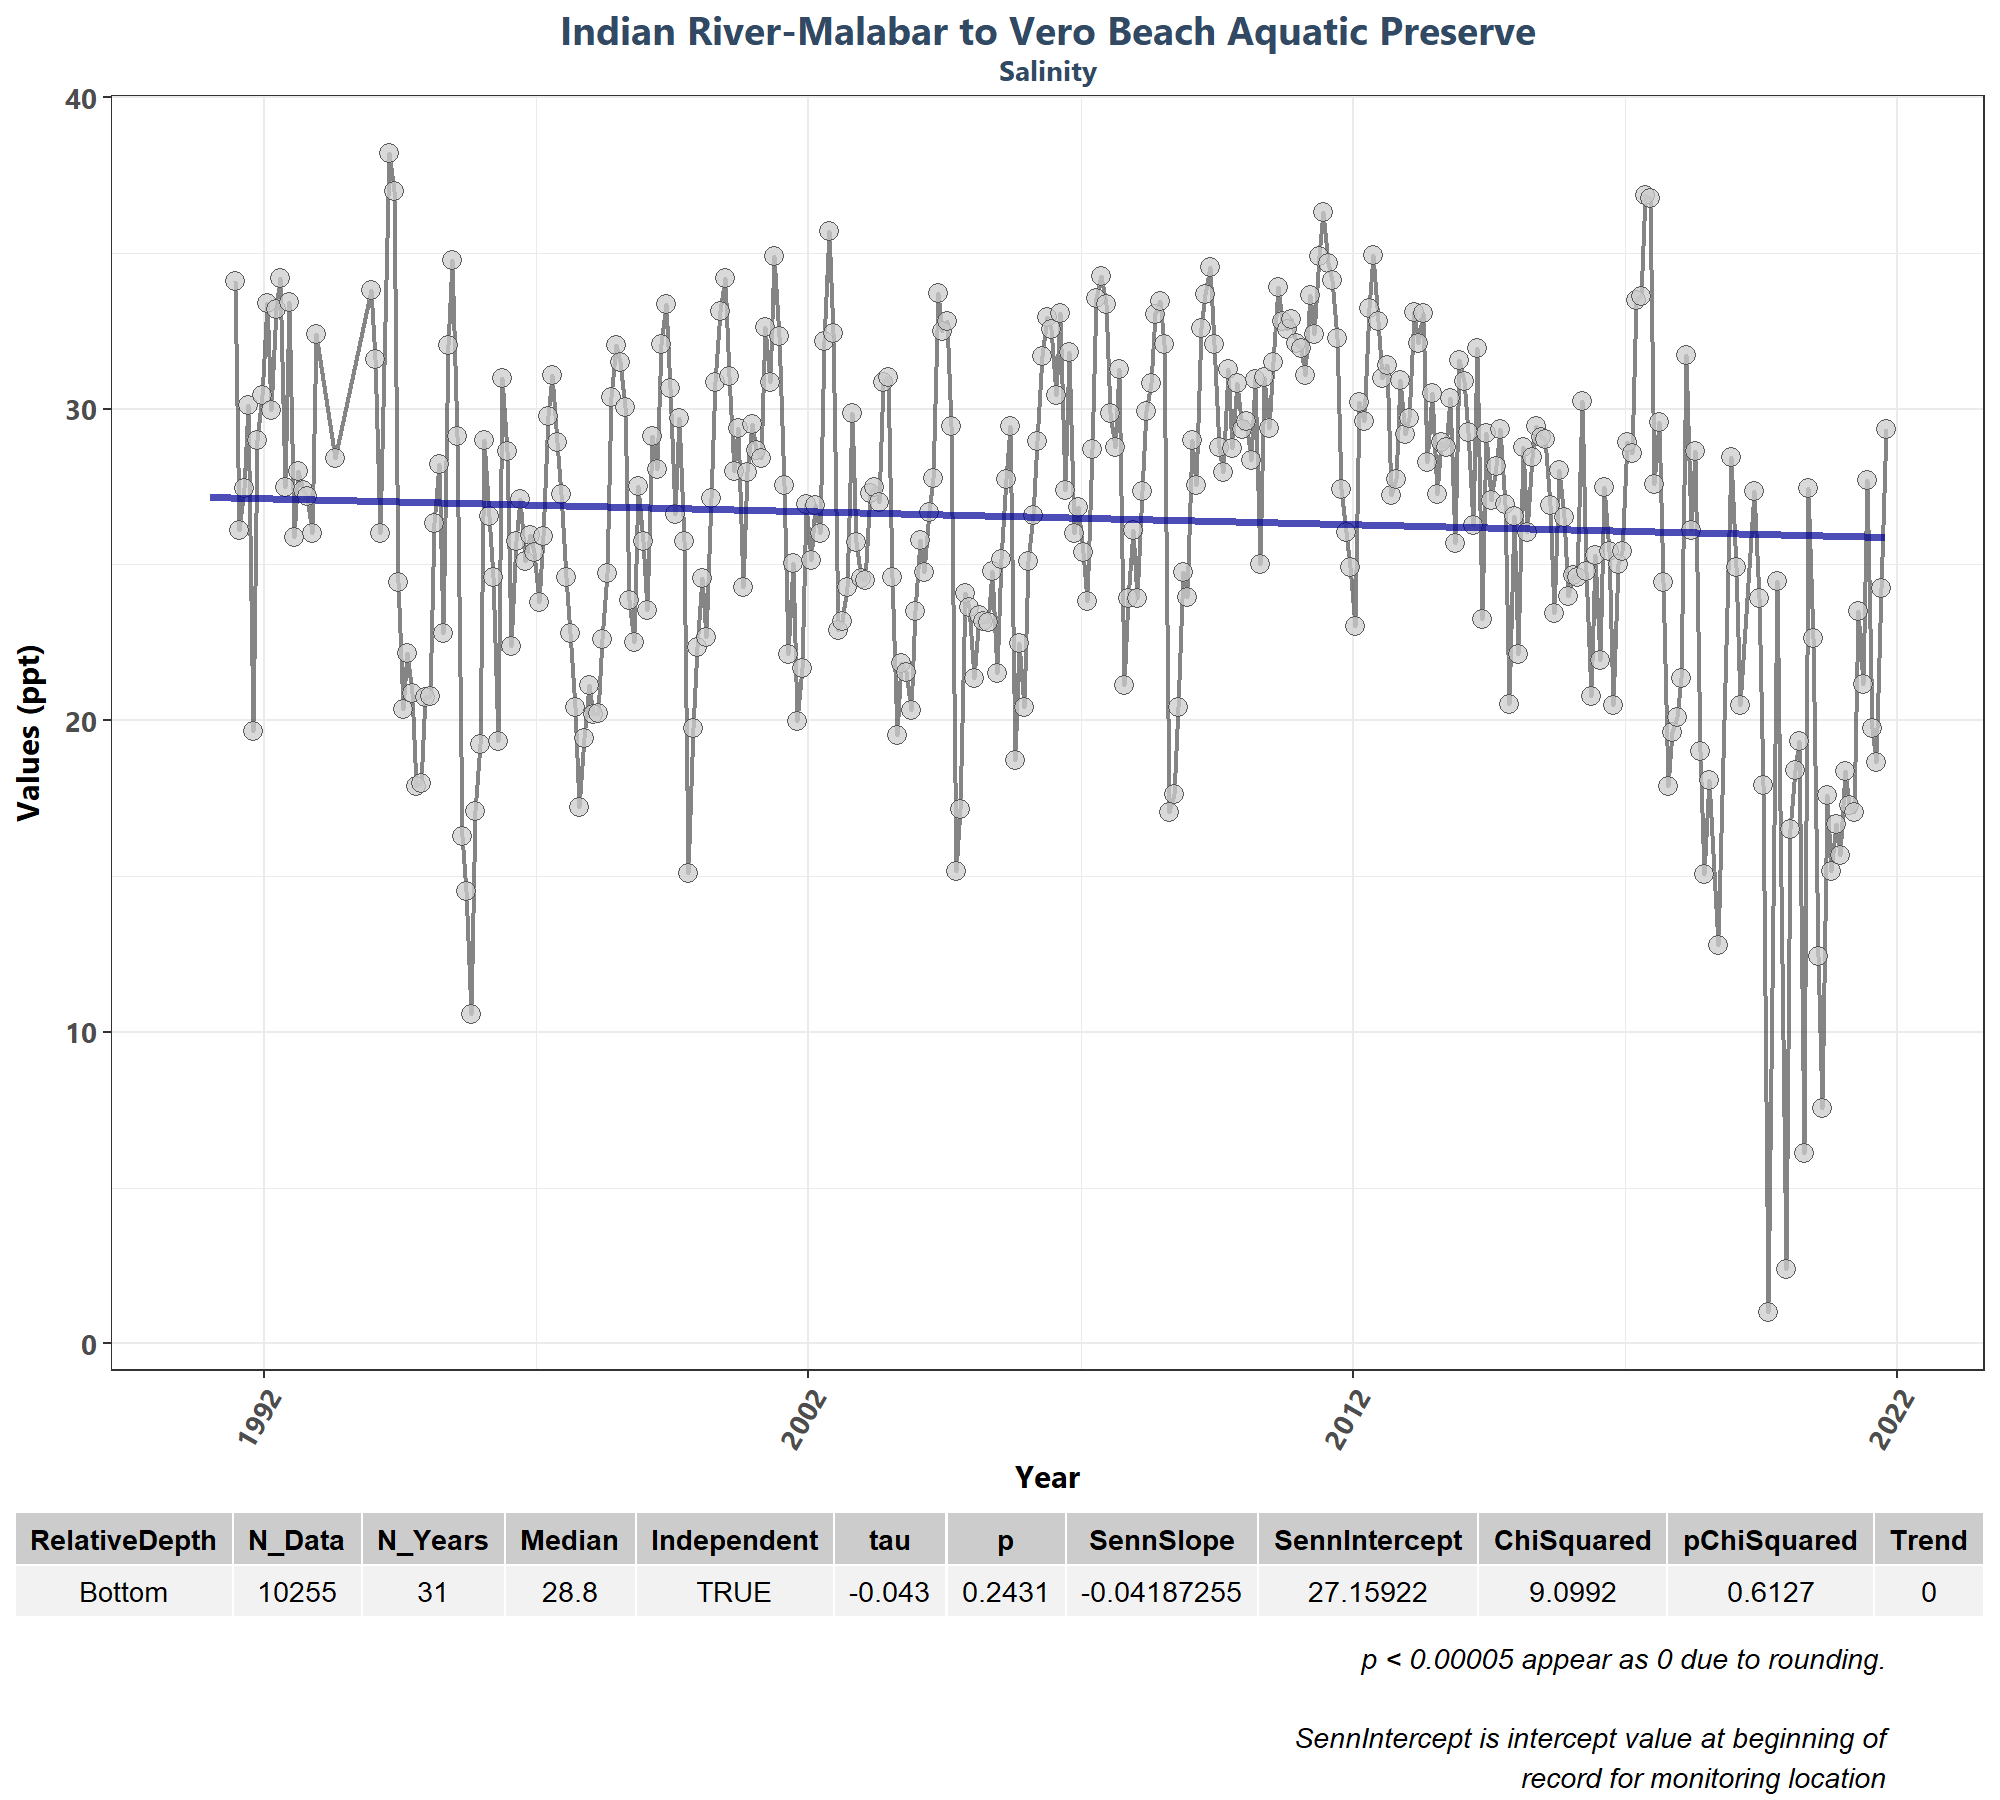 Indian River-Malabar to Vero Beach Aquatic Preserve
Salinity
40
30
20
10
0
Values (ppt)
1992
2002
2012
2022
Year
RelativeDepth N_Data N_Years Median Independent tau p SennSlope SennIntercept ChiSquared pChiSquared Trend
Bottom 10255 31 28.8 TRUE -0.043 0.2431 -0.04187255 27.15922 9.0992 0.6127 0
p < 0.00005 appear as 0 due to rounding.
SennIntercept is intercept value at beginning of
record for monitoring location